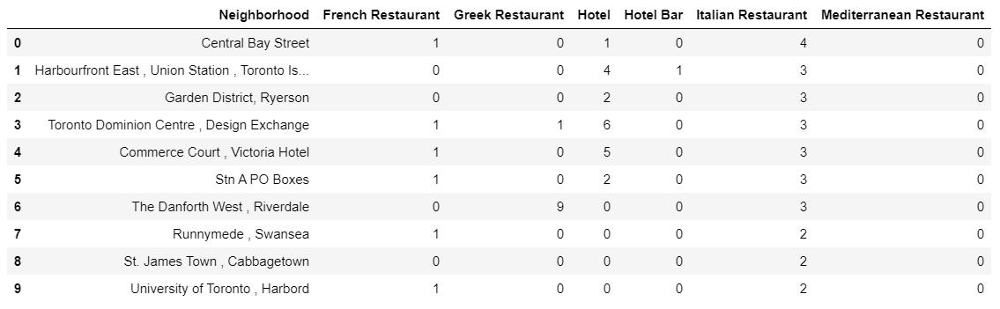 Neighborhood French Restaurant Greek Restaurant Hotel Hotel Bar Italian Restaurant Mediterranean Restaurant
0 Central Bay Street 1 0 1 0 4 0
1 Harbourfront East , Union Station , Toronto Is... 0 0 4 1 3 0
2 Garden District, Ryerson 0 0 2 0 3 0
3 Toronto Dominion Centre , Design Exchange 1 1 6 0 3 0
4 Commerce Court , Victoria Hotel 1 0 5 0 3 0
5 Stn A PO Boxes 1 0 2 0 3 0
6 The Danforth West , Riverdale 0 9 0 0 3 0
7 Runnymede , Swansea 1 0 0 0 2 0
8 St. James Town , Cabbagetown 0 0 0 0 2 0
9 University of Toronto , Harbord 1 0 0 0 2 0